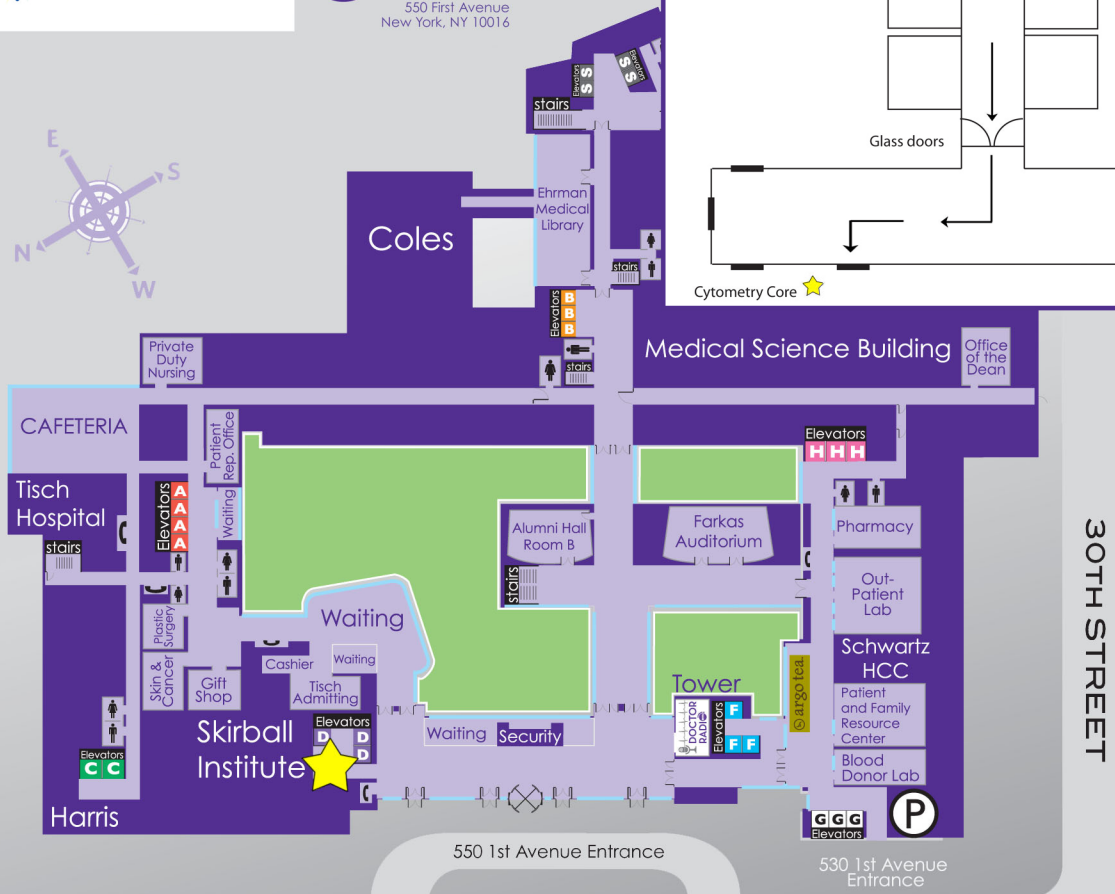 550 First Avenue
New York, NY 10016
Elevators
S S
Elevators
S S
stairs
Glass doors
E
S
N
W
Ehrman
Medical
Library
Coles
stairs
Cytometry Core
Elevators
B
B
B
stairs
Medical Science Building
Office
of the
Dean
Private
Duty
Nursing
CAFETERIA
Patient
Rep. Office
Elevators
H H H
Tisch
Hospital
Elevators
A
A
A
A
Waiting
stairs
Alumni Hall
Room B
Farkas
Auditorium
Pharmacy
stairs
Out-
Patient
Lab
30TH STREET
Plastic
Surgery
Waiting
Schwartz
HCC
Skin &
Cancer
Gift
Shop
Cashier
Waiting
Tisch
Admitting
Tower
argo tea.
Patient
and Family
Resource
Center
Skirball
Institute
Elevators
D D
D
Waiting
Security
DOCTOR
RADIO
Elevators
F
F F
Blood
Donor Lab
Elevators
C C
Harris
G G G
Elevators
P
550 1st Avenue Entrance
530 1st Avenue
Entrance